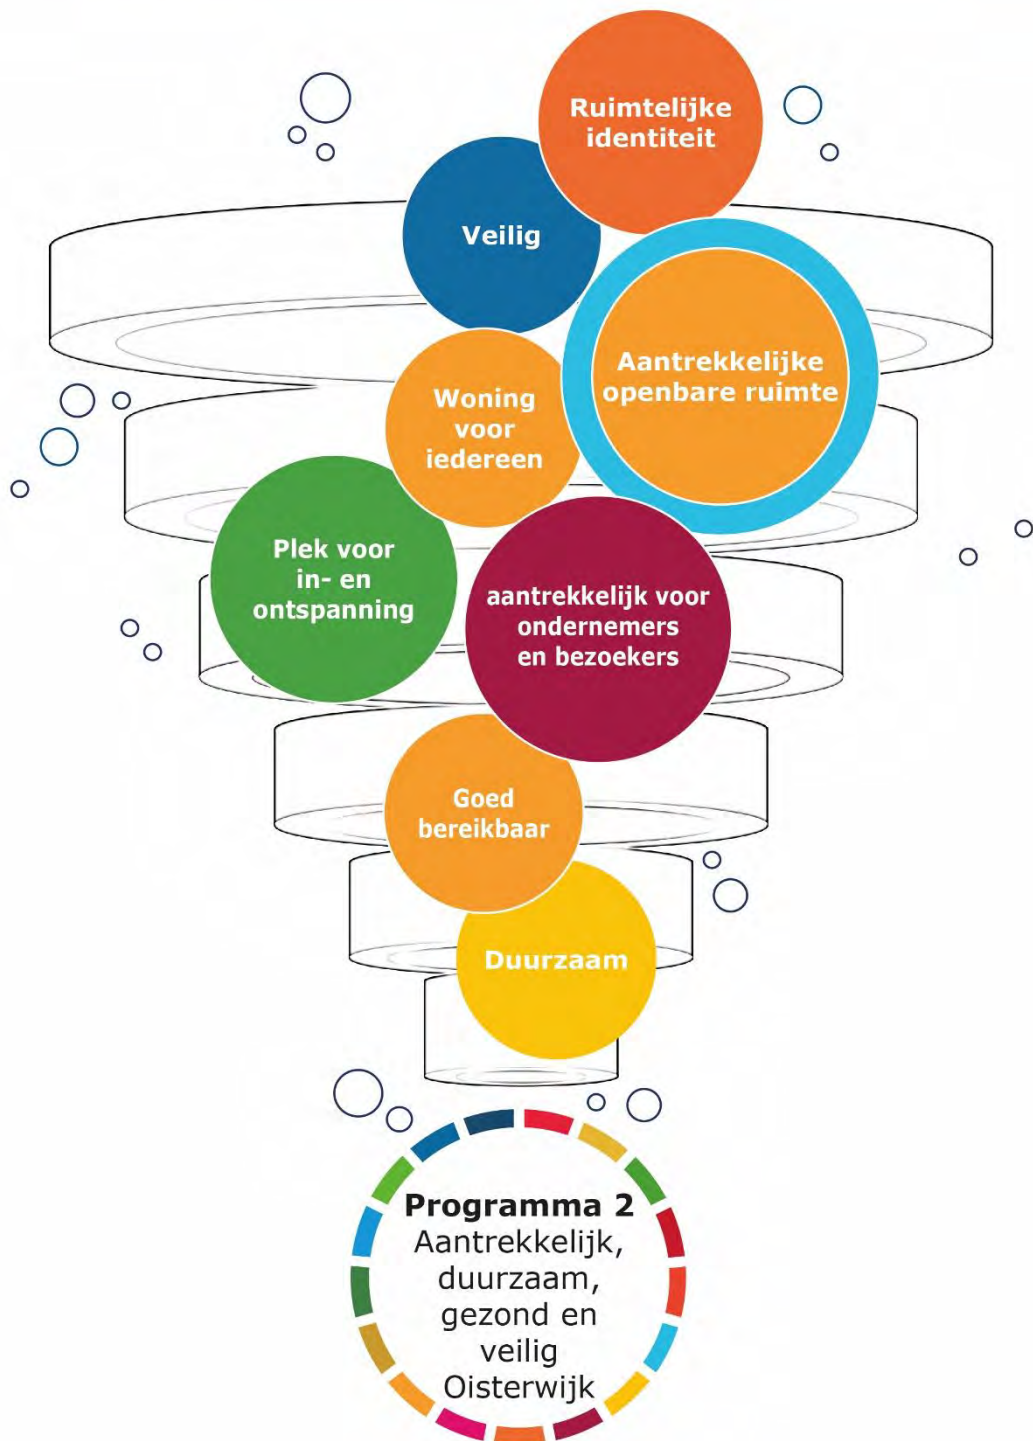 Ruimtelijke
identiteit
Veilig
Aantrekkelijke
openbare ruimte
Woning
voor
iedereen
Plek voor
in- en
ontspanning
aantrekkelijk voor
ondernemers
en bezoekers
Goed
bereikbaar
Duurzaam
Programma 2
Aantrekkelijk,
duurzaam,
gezond en
veilig
Oisterwijk